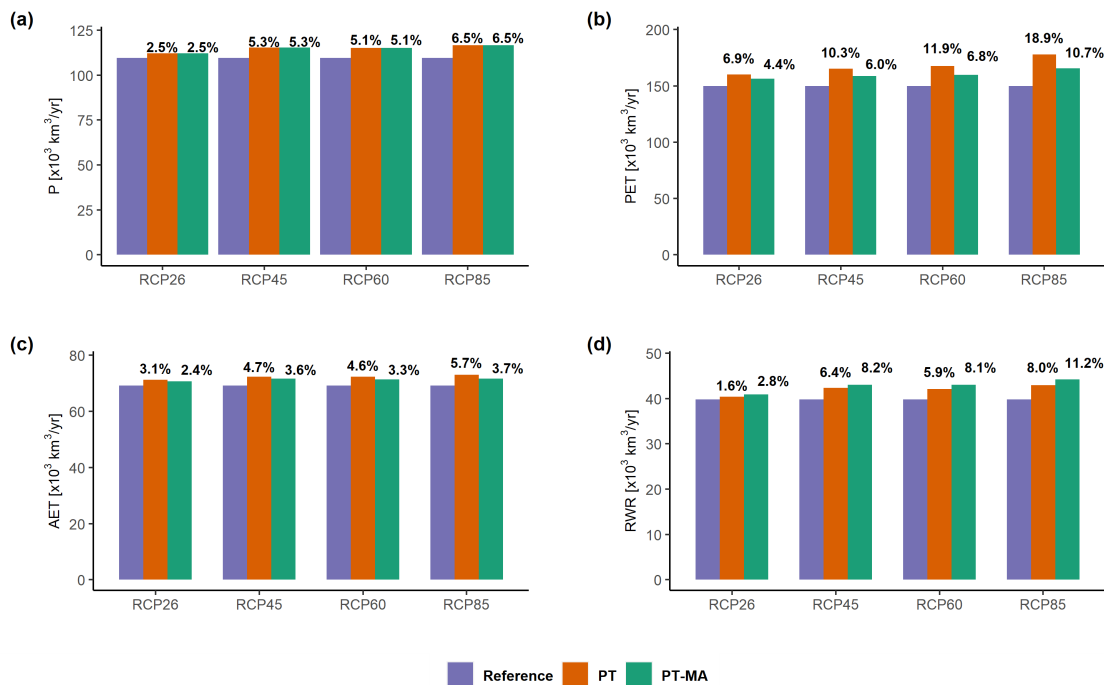 (a)
P [x10³ km³/yr]
125
100
75
50
25
0
2.5% 2.5% 5.3% 5.3% 5.1% 5.1% 6.5% 6.5%
RCP26 RCP45 RCP60 RCP85
(b)
PET [x10³ km³/yr]
200
150
100
50
0
6.9% 4.4% 10.3% 6.0% 11.9% 6.8% 18.9% 10.7%
RCP26 RCP45 RCP60 RCP85
(c)
AET [x10³ km³/yr]
80
60
40
20
0
3.1% 2.4% 4.7% 3.6% 4.6% 3.3% 5.7% 3.7%
RCP26 RCP45 RCP60 RCP85
(d)
RWR [x10³ km³/yr]
50
40
30
20
10
0
1.6% 2.8% 6.4% 8.2% 5.9% 8.1% 8.0% 11.2%
RCP26 RCP45 RCP60 RCP85
Reference PT PT-MA